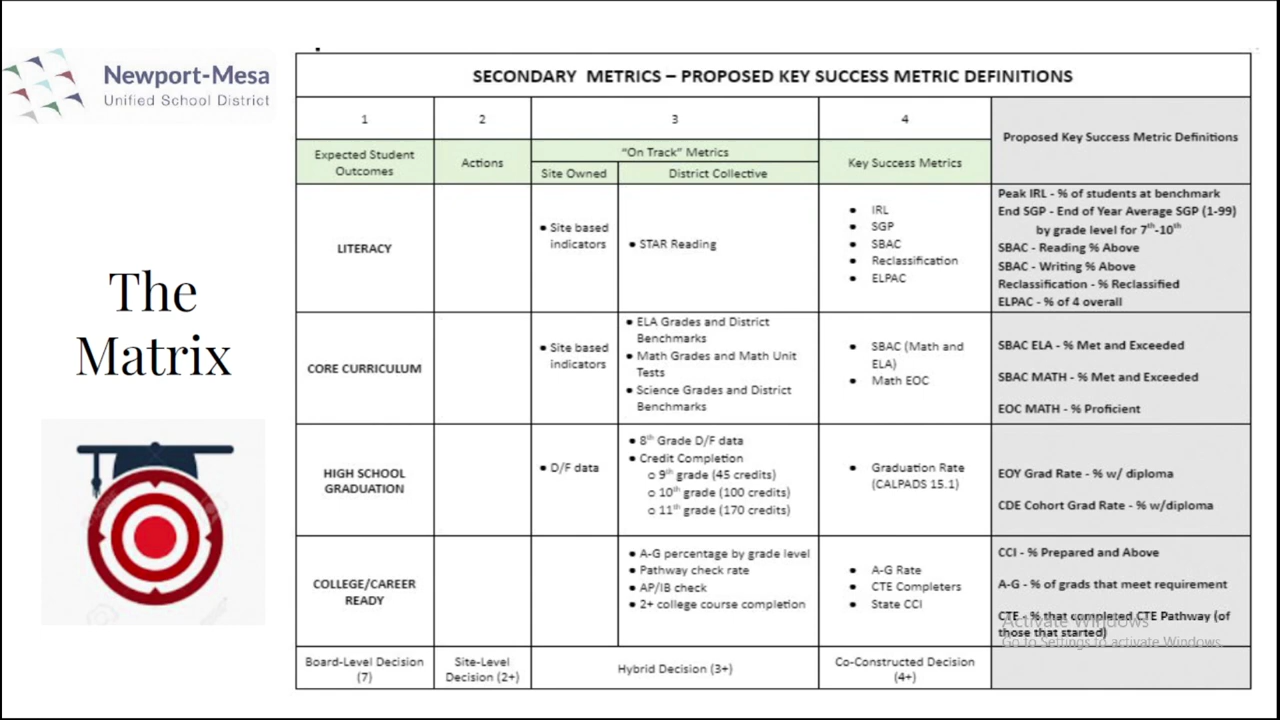 Newport-Mesa
Unified School District
The
Matrix
SECONDARY METRICS – PROPOSED KEY SUCCESS METRIC DEFINITIONS
1
2
3
4
Proposed Key Success Metric Definitions
Expected Student
Outcomes
Actions
"On Track" Metrics
Key Success Metrics
Site Owned
District Collective
LITERACY
• Site based
indicators
• STAR Reading
• IRL
• SGP
• SBAC
• Reclassification
• ELPAC
Peak IRL - % of students at benchmark
End SGP - End of Year Average SGP (1-99)
by grade level for 7th-10th
SBAC - Reading % Above
SBAC - Writing % Above
Reclassification - % Reclassified
ELPAC - % of 4 overall
CORE CURRICULUM
• Site based
indicators
• ELA Grades and District
Benchmarks
• Math Grades and Math Unit
Tests
• Science Grades and District
Benchmarks
• SBAC (Math and
ELA)
• Math EOC
SBAC ELA - % Met and Exceeded
SBAC MATH - % Met and Exceeded
EOC MATH - % Proficient
HIGH SCHOOL
GRADUATION
• D/F data
• 8th Grade D/F data
• Credit Completion
o 9th grade (45 credits)
o 10th grade (100 credits)
o 11th grade (170 credits)
• Graduation Rate
(CALPADS 15.1)
EOY Grad Rate - % w/ diploma
CDE Cohort Grad Rate - % w/diploma
COLLEGE/CAREER
READY
• A-G percentage by grade level
• Pathway check rate
• AP/IB check
• 2+ college course completion
• A-G Rate
• CTE Completers
• State CCI
CCI - % Prepared and Above
A-G - % of grads that meet requirement
CTE - % that completed CTE Pathway (of
those that started)
Activate Windows
Go to Settings to activate Windows.
Board-Level Decision
(7)
Site-Level
Decision (2+)
Hybrid Decision (3+)
Co-Constructed Decision
(4+)